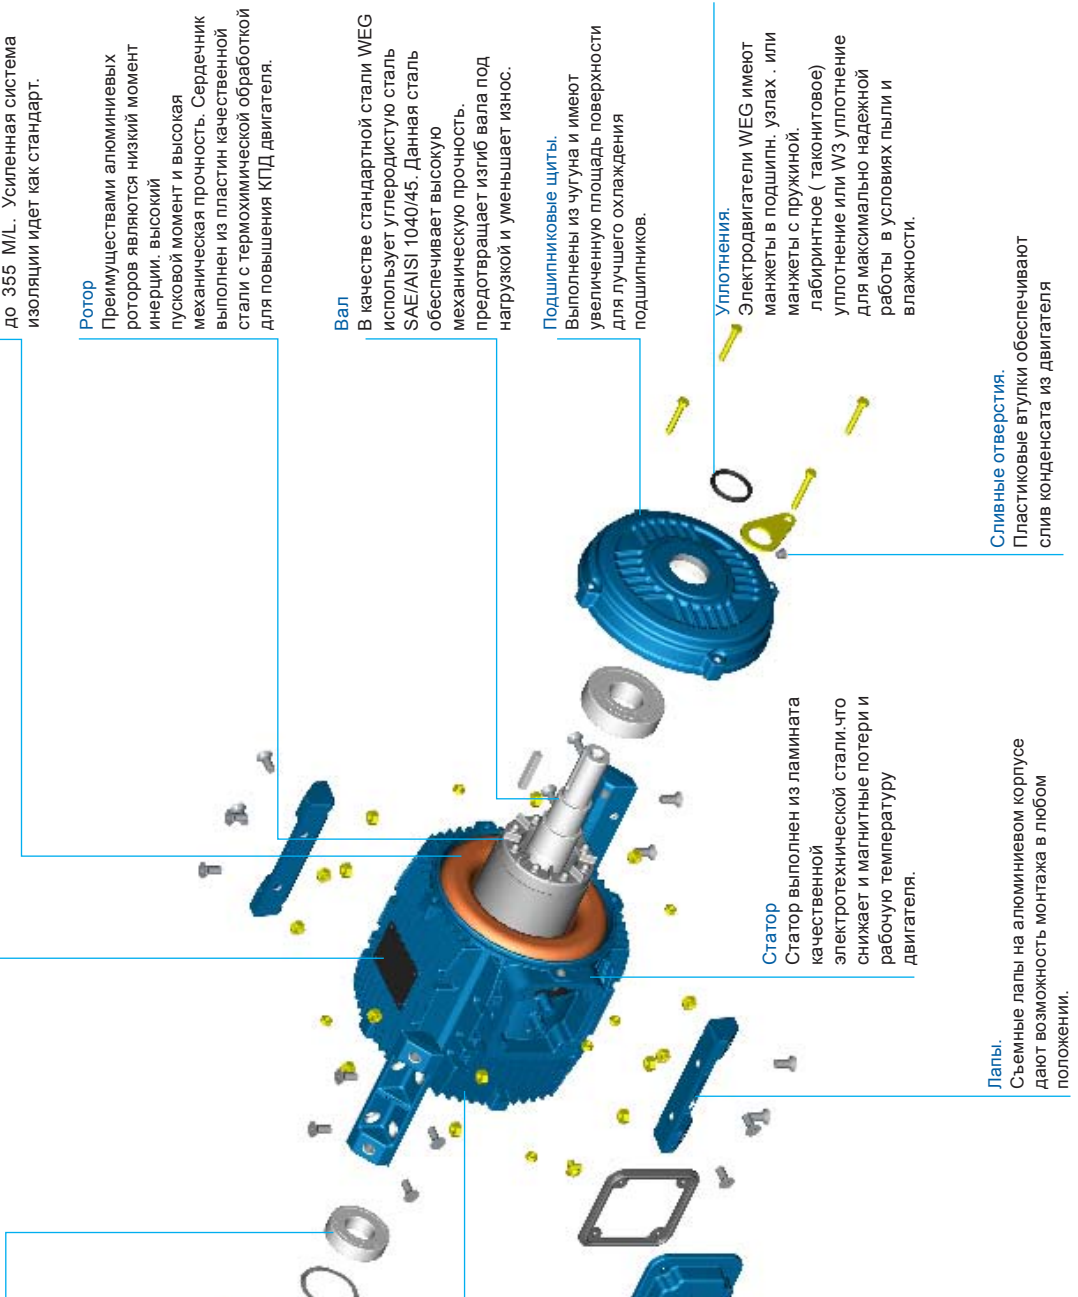 до 355 M/L. Усиленная система
изоляции идет как стандарт.
Ротор
Преимуществами алюминиевых
роторов являются низкий момент
инерции. высокий
пусковой момент и высокая
механическая прочность. Сердечник
выполнен из пластин качественной
стали с термохимической обработкой
для повышения КПД двигателя.
Вал
В качестве стандартной стали WEG
использует углеродистую сталь
SAE/AISI 1040/45. Данная сталь
обеспечивает высокую
механическую прочность.
предотвращает изгиб вала под
нагрузкой и уменьшает износ.
Подшипниковые щиты.
Выполнены из чугуна и имеют
увеличенную площадь поверхности
для лучшего охлаждения
подшипников.
Уплотнения.
Электродвигатели WEG имеют
манжеты в подшипн. узлах . или
манжеты с пружиной.
лабиринтное ( таконитовое)
уплотнение или W3 уплотнение
для максимально надежной
работы в условиях пыли и
влажности.
Сливные отверстия.
Пластиковые втулки обеспечивают
слив конденсата из двигателя
Статор
Статор выполнен из ламината
качественной
электротехнической стали.что
снижает и магнитные потери и
рабочую температуру
двигателя.
Лапы.
Съемные лапы на алюминиевом корпусе
дают возможность монтажа в любом
положении.